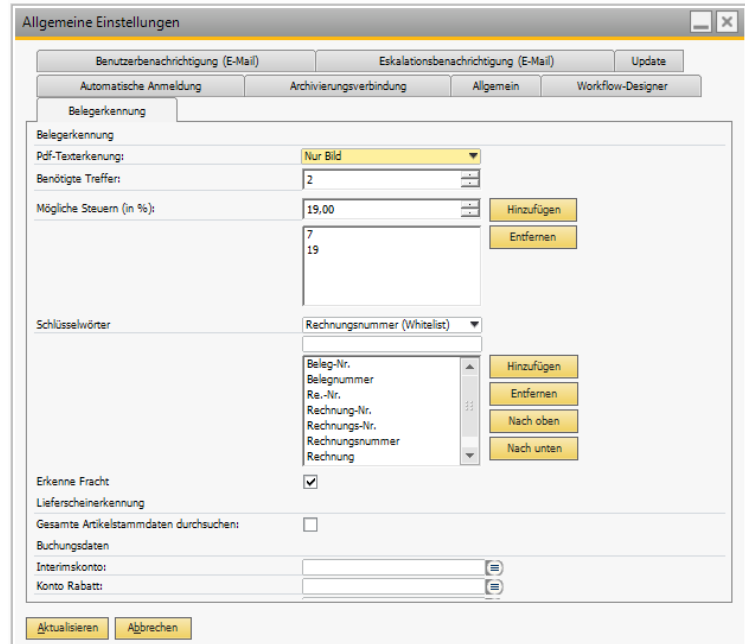 Allgemeine Einstellungen
Benutzerbenachrichtigung (E-Mail) Eskalationsbenachrichtigung (E-Mail) Update
Automatische Anmeldung Archivierungsverbindung Allgemein Workflow-Designer
Belegerkennung
Belegerkennung
Pdf-Texterkenung: Nur Bild
Benötigte Treffer: 2
Mögliche Steuern (in %): 19,00 Hinzufügen
7 Entfernen
19
Schlüsselwörter Rechnungsnummer (Whitelist)
Beleg-Nr. Hinzufügen
Belegnummer
Re.-Nr. Entfernen
Rechnung-Nr.
Rechnungs-Nr. Nach oben
Rechnungsnummer
Rechnung Nach unten
Erkenne Fracht
Lieferscheinerkennung
Gesamte Artikelstammdaten durchsuchen:
Buchungsdaten
Interimskonto:
Konto Rabatt:
Aktualisieren Abbrechen